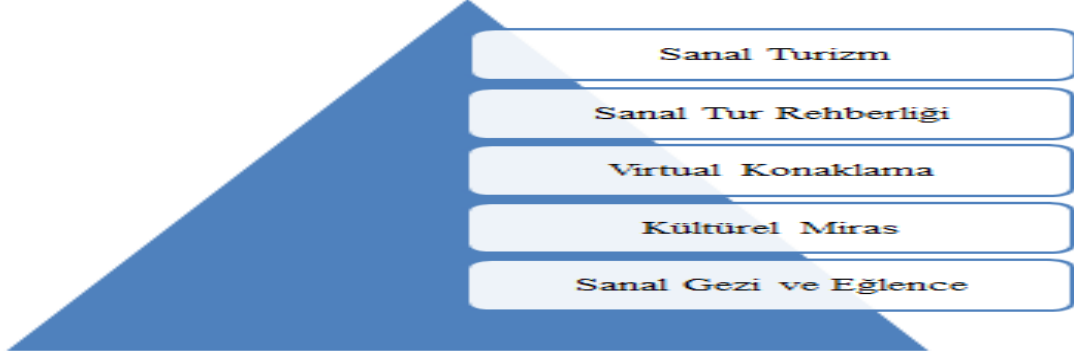 Sanal Turizm
Sanal Tur Rehberliği
Virtual Konaklama
Kültürel Miras
Sanal Gezi ve Eğlence